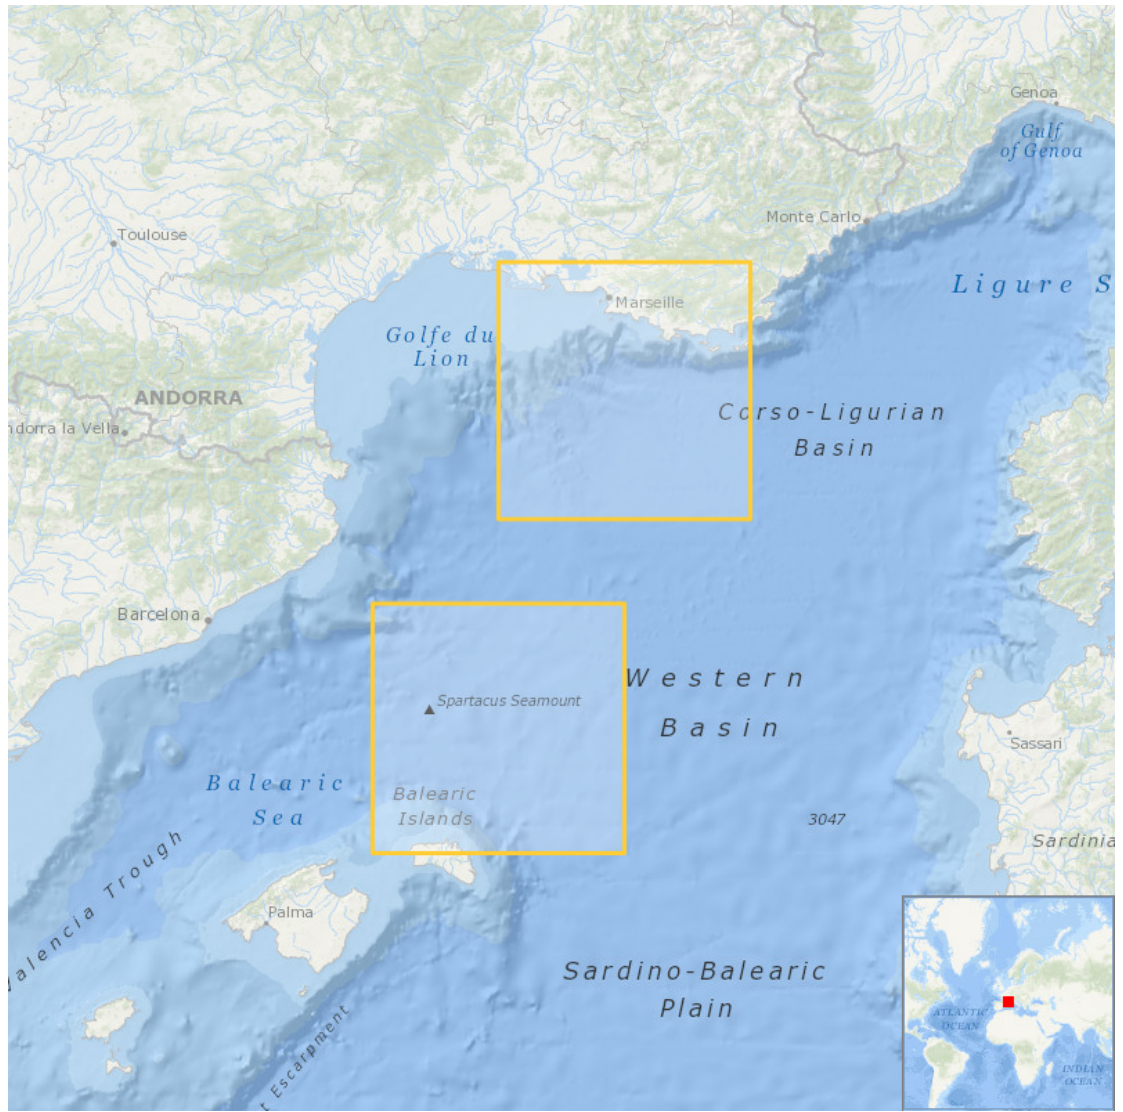 Genoa
Gulf
of Genoa
Monte Carlo
Toulouse
Ligure S
Marseille
Golfe du
Lion
ANDORRA
ndorra la Vella
Corso-Ligurian
Basin
Barcelona
Western
Basin
Spartacus Seamount
Sassari
Balearic
Sea
Balearic
Islands
3047
Sardinia
Valencia Trough
Palma
Sardino-Balearic
Plain
t Escarpment
ATLANTIC
OCEAN
INDIAN
OCEAN